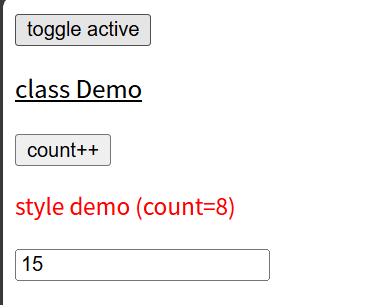 toggle active
class Demo
count++
style demo (count=8)
15